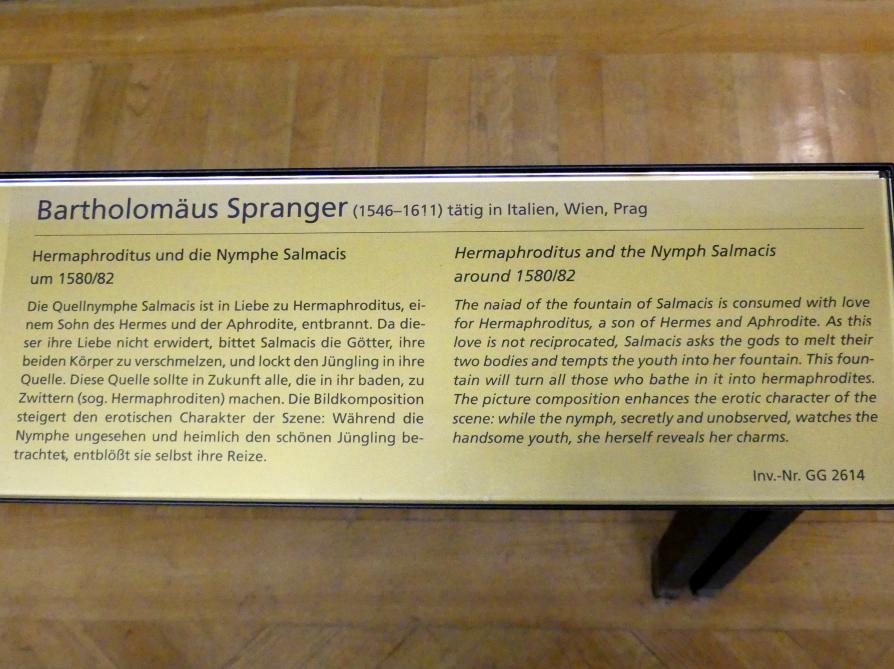 Bartholomäus Spranger (1546–1611) tätig in Italien, Wien, Prag
Hermaphroditus und die Nymphe Salmacis
um 1580/82
Die Quellnymphe Salmacis ist in Liebe zu Hermaphroditus, ei-
nem Sohn des Hermes und der Aphrodite, entbrannt. Da die-
ser ihre Liebe nicht erwidert, bittet Salmacis die Götter, ihre
beiden Körper zu verschmelzen, und lockt den Jüngling in ihre
Quelle. Diese Quelle sollte in Zukunft alle, die in ihr baden, zu
Zwittern (sog. Hermaphroditen) machen. Die Bildkomposition
steigert den erotischen Charakter der Szene: Während die
Nymphe ungesehen und heimlich den schönen Jüngling be-
trachtet, entblößt sie selbst ihre Reize.
Hermaphroditus and the Nymph Salmacis
around 1580/82
The naiad of the fountain of Salmacis is consumed with love
for Hermaphroditus, a son of Hermes and Aphrodite. As this
love is not reciprocated, Salmacis asks the gods to melt their
two bodies and tempts the youth into her fountain. This foun-
tain will turn all those who bathe in it into hermaphrodites.
The picture composition enhances the erotic character of the
scene: while the nymph, secretly and unobserved, watches the
handsome youth, she herself reveals her charms.
Inv.-Nr. GG 2614